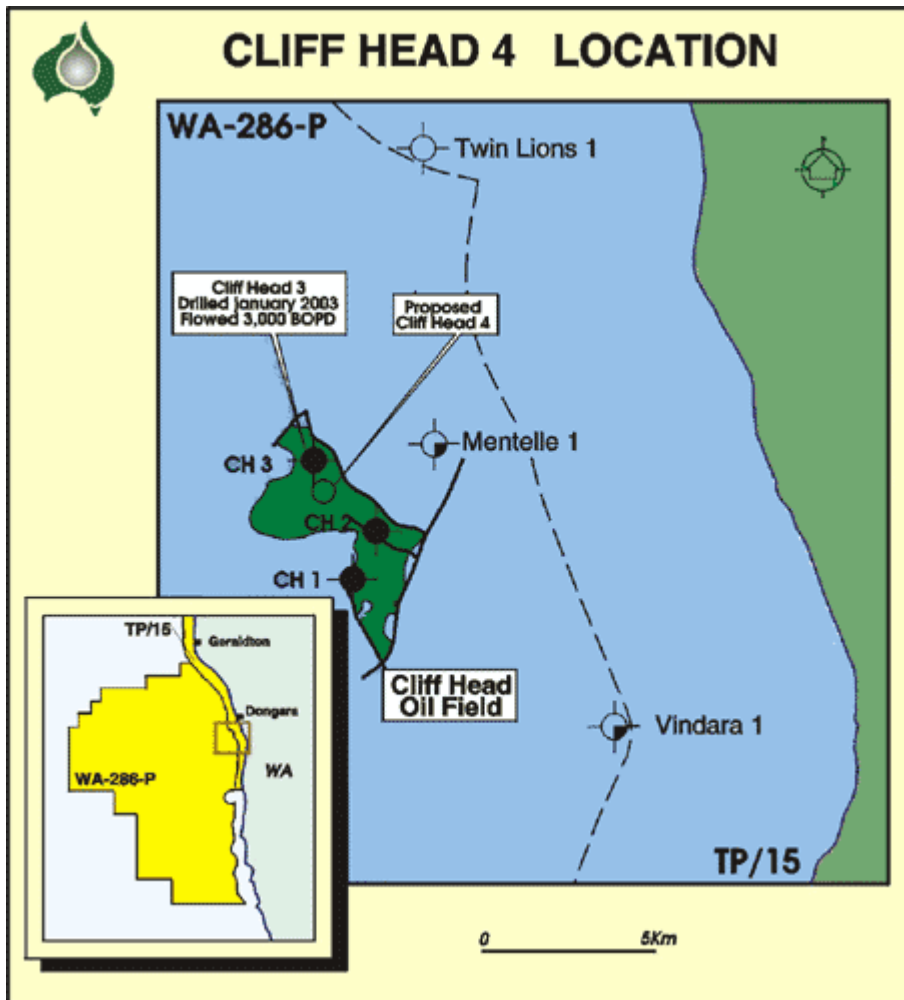 CLIFF HEAD 4 LOCATION
WA-286-P
Twin Lions 1
Cliff Head 3
Drilled January 2003
Flowed 3,000 BOPD
Proposed
Cliff Head 4
Mentelle 1
CH 3
CH 2
CH 1
Cliff Head
Oil Field
Vindara 1
TP/15
TP/15
Geraldton
Dongara
WA
WA-286-P
0 5Km